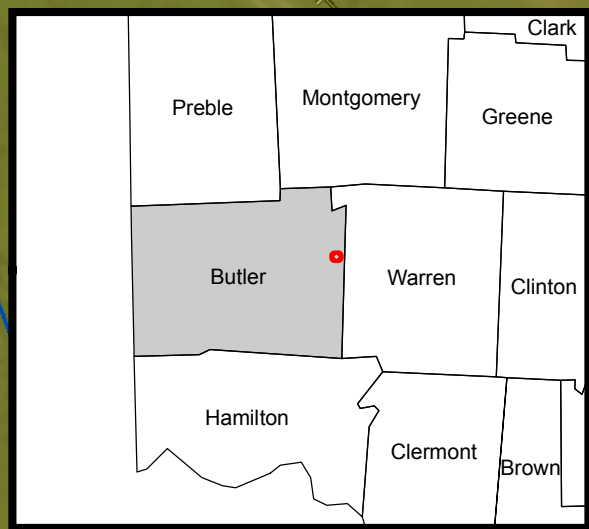 Clark
Preble
Montgomery
Greene
Butler
Warren
Clinton
Hamilton
Clermont
Brown